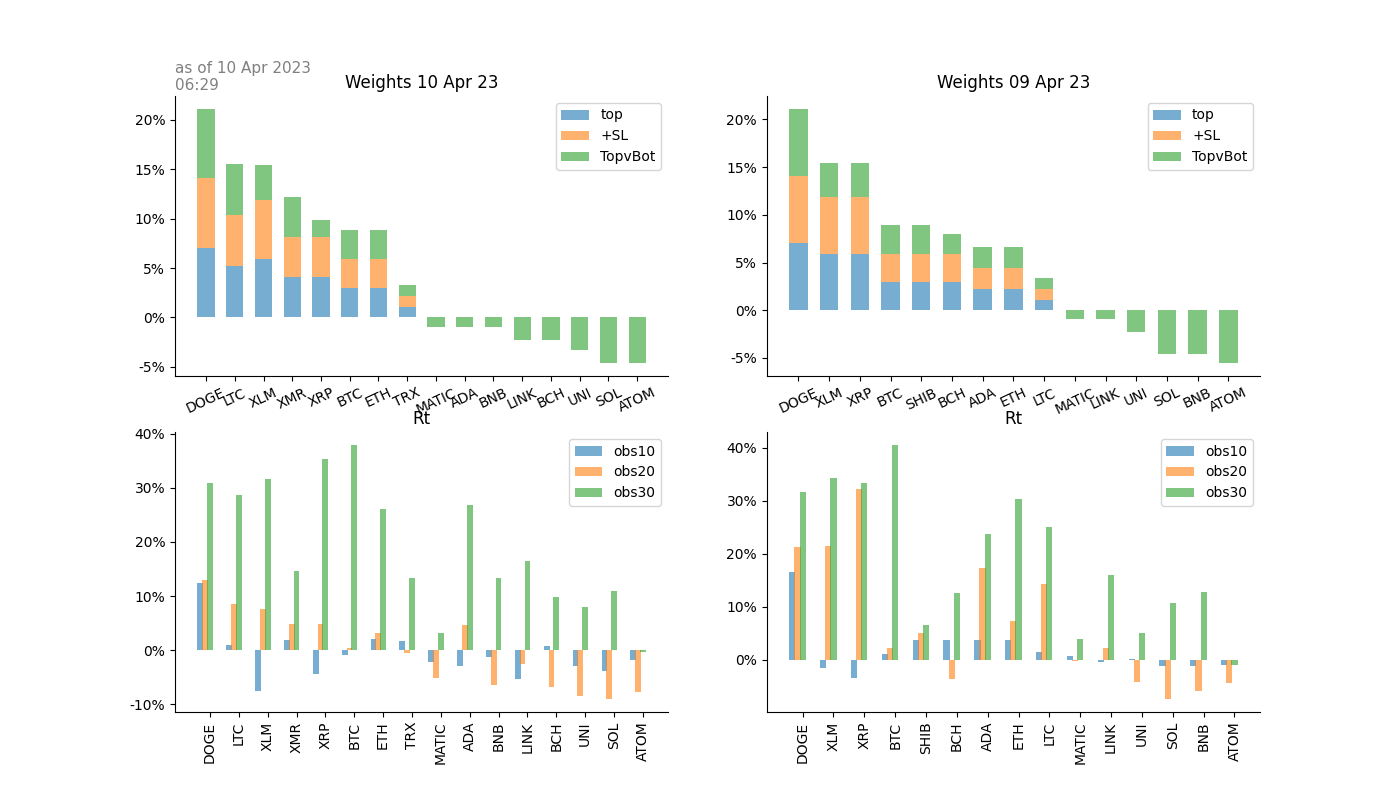 as of 10 Apr 2023
06:29
Weights 10 Apr 23
20%
15%
10%
5%
0%
-5%
top
+SL
TopvBot
DOGE LTC XLM XMR XRP BTC ETH TRX MATIC ADA BNB LINK BCH UNI SOL ATOM
Weights 09 Apr 23
20%
15%
10%
5%
0%
-5%
top
+SL
TopvBot
DOGE XLM XRP BTC SHIB BCH ADA ETH LTC MATIC LINK UNI SOL BNB ATOM
Rt
40%
30%
20%
10%
0%
-10%
obs10
obs20
obs30
DOGE LTC XLM XMR XRP BTC ETH TRX MATIC ADA BNB LINK BCH UNI SOL ATOM
Rt
40%
30%
20%
10%
0%
obs10
obs20
obs30
DOGE XLM XRP BTC SHIB BCH ADA ETH LTC MATIC LINK UNI SOL BNB ATOM